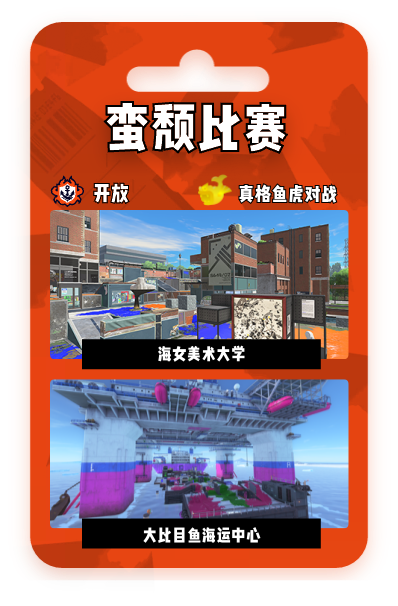 蛮颓比赛
开放
真格鱼虎对战
海女美术大学
大比目鱼海运中心